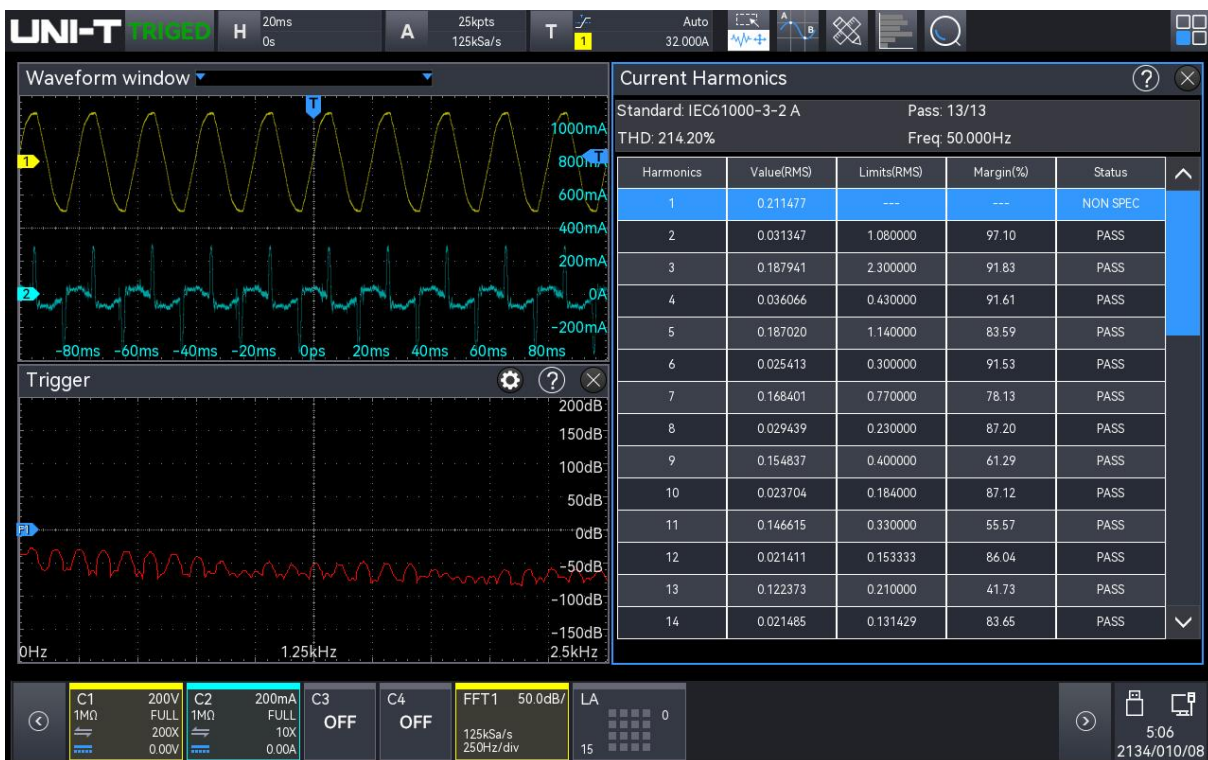 UNI-T TRIGED H 20ms 0s A 25kpts 125kSa/s T 1 Auto 32.000A A B
Waveform window
T
1000mA
1 T
800mA
600mA
400mA
200mA
2 0A
-200mA
-80ms -60ms -40ms -20ms 0ps 20ms 40ms 60ms 80ms
Trigger ?
200dB
150dB
100dB
50dB
0dB
-50dB
-100dB
-150dB
0Hz 1.25kHz 2.5kHz
Current Harmonics ?
Standard: IEC61000-3-2 A Pass: 13/13
THD: 214.20% Freq: 50.000Hz
Harmonics Value(RMS) Limits(RMS) Margin(%) Status
1 0.211477 --- --- NON SPEC
2 0.031347 1.080000 97.10 PASS
3 0.187941 2.300000 91.83 PASS
4 0.036066 0.430000 91.61 PASS
5 0.187020 1.140000 83.59 PASS
6 0.025413 0.300000 91.53 PASS
7 0.168401 0.770000 78.13 PASS
8 0.029439 0.230000 87.20 PASS
9 0.154837 0.400000 61.29 PASS
10 0.023704 0.184000 87.12 PASS
11 0.146615 0.330000 55.57 PASS
12 0.021411 0.153333 86.04 PASS
13 0.122373 0.210000 41.73 PASS
14 0.021485 0.131429 83.65 PASS
C1 200V
1MΩ FULL
200X
0.00V
C2 200mA
1MΩ FULL
10X
0.00A
C3
OFF
C4
OFF
FFT1 50.0dB/
125kSa/s
250Hz/div
LA
0
15
5:06
2134/010/08